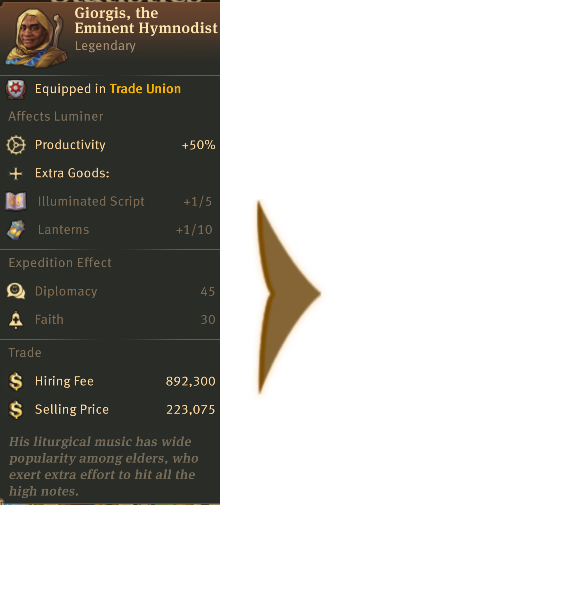 Giorgis, the
Eminent Hymnodist
Legendary
Equipped in Trade Union
Affects Luminer
Productivity +50%
Extra Goods:
Illuminated Script +1/5
Lanterns +1/10
Expedition Effect
Diplomacy 45
Faith 30
Trade
Hiring Fee 892,300
Selling Price 223,075
His liturgical music has wide
popularity among elders, who
exert extra effort to hit all the
high notes.